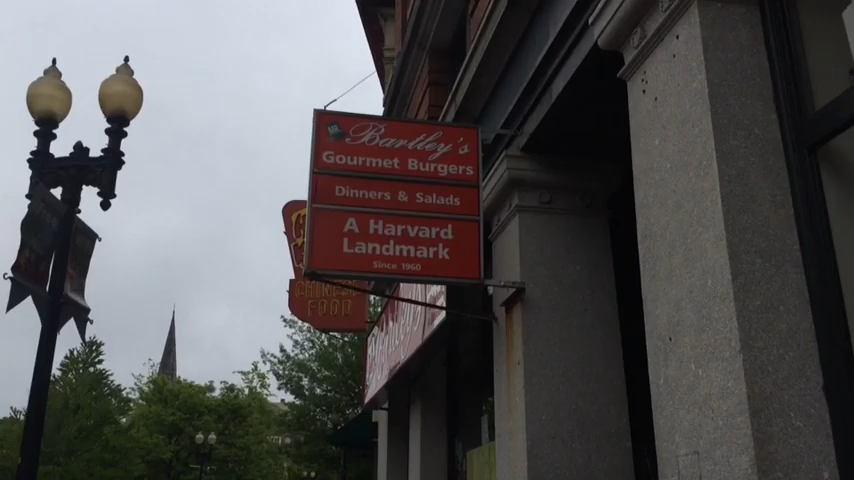 Bartley's
Gourmet Burgers
Dinners & Salads
A Harvard
Landmark
Since 1960
CHINESE
FOOD